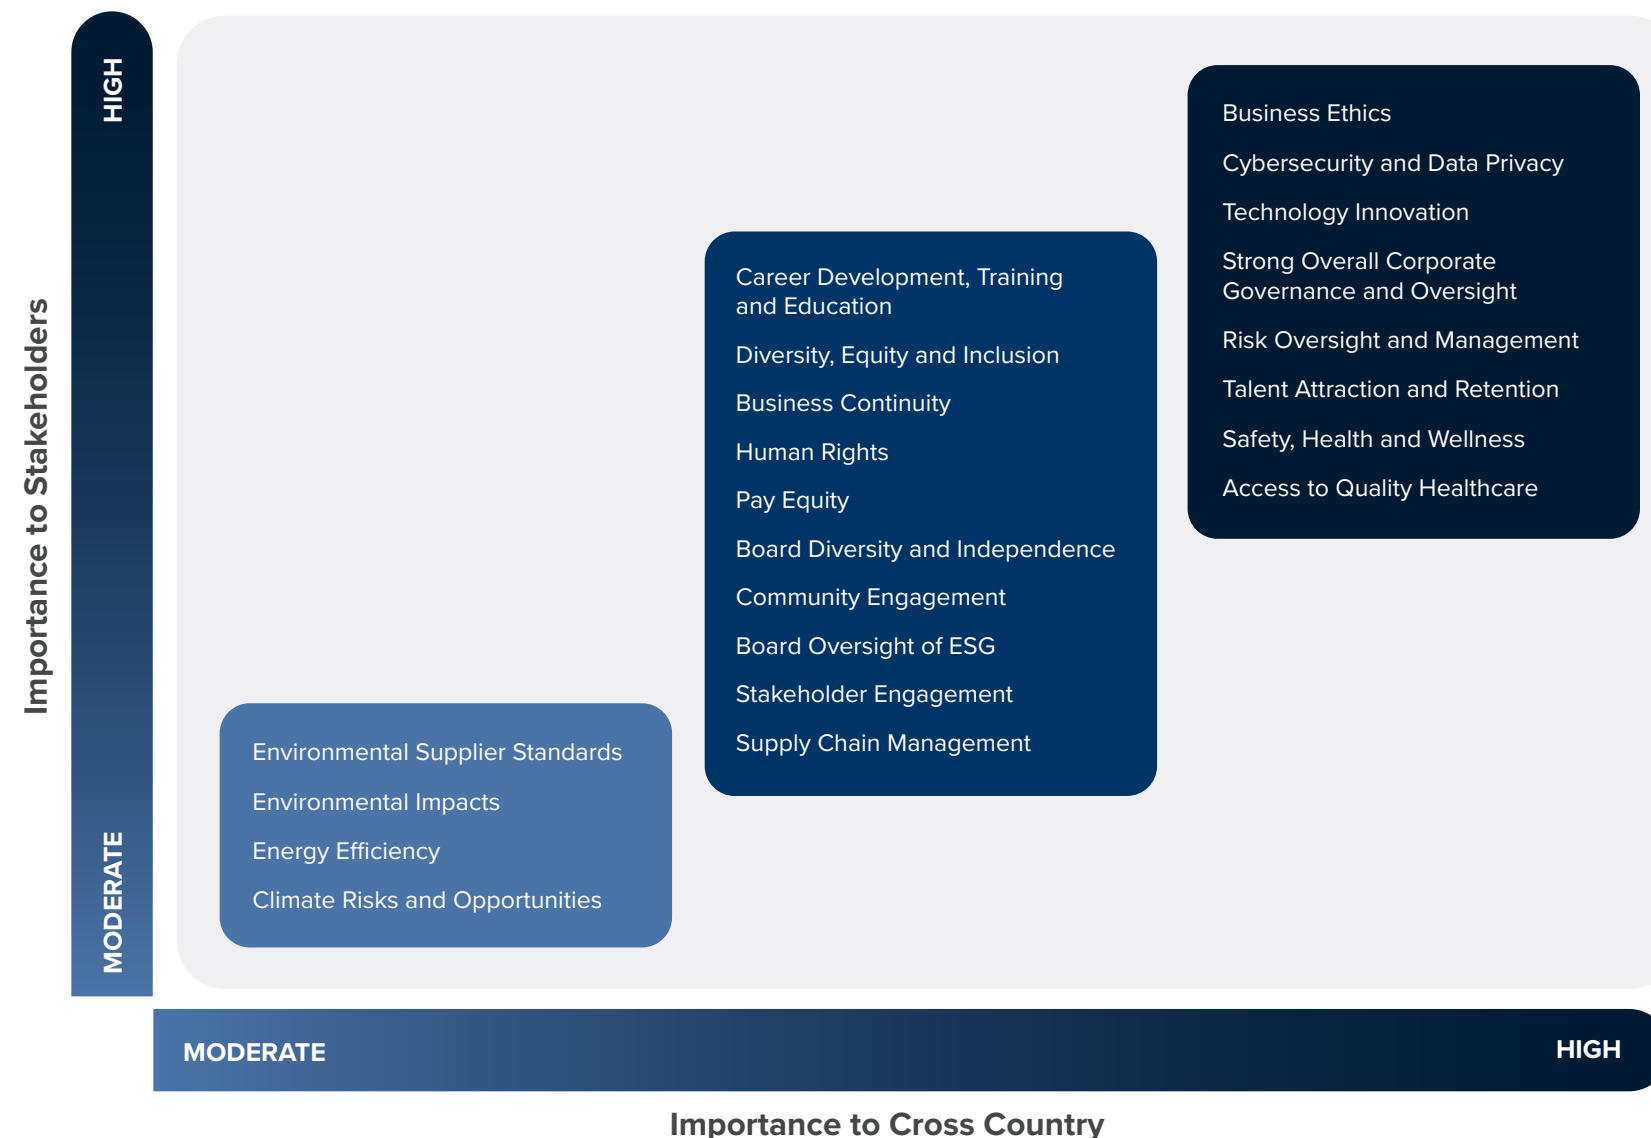 Importance to Stakeholders
HIGH
MODERATE
Business Ethics
Cybersecurity and Data Privacy
Technology Innovation
Strong Overall Corporate
Governance and Oversight
Risk Oversight and Management
Talent Attraction and Retention
Safety, Health and Wellness
Access to Quality Healthcare
Career Development, Training
and Education
Diversity, Equity and Inclusion
Business Continuity
Human Rights
Pay Equity
Board Diversity and Independence
Community Engagement
Board Oversight of ESG
Stakeholder Engagement
Supply Chain Management
Environmental Supplier Standards
Environmental Impacts
Energy Efficiency
Climate Risks and Opportunities
MODERATE
HIGH
Importance to Cross Country